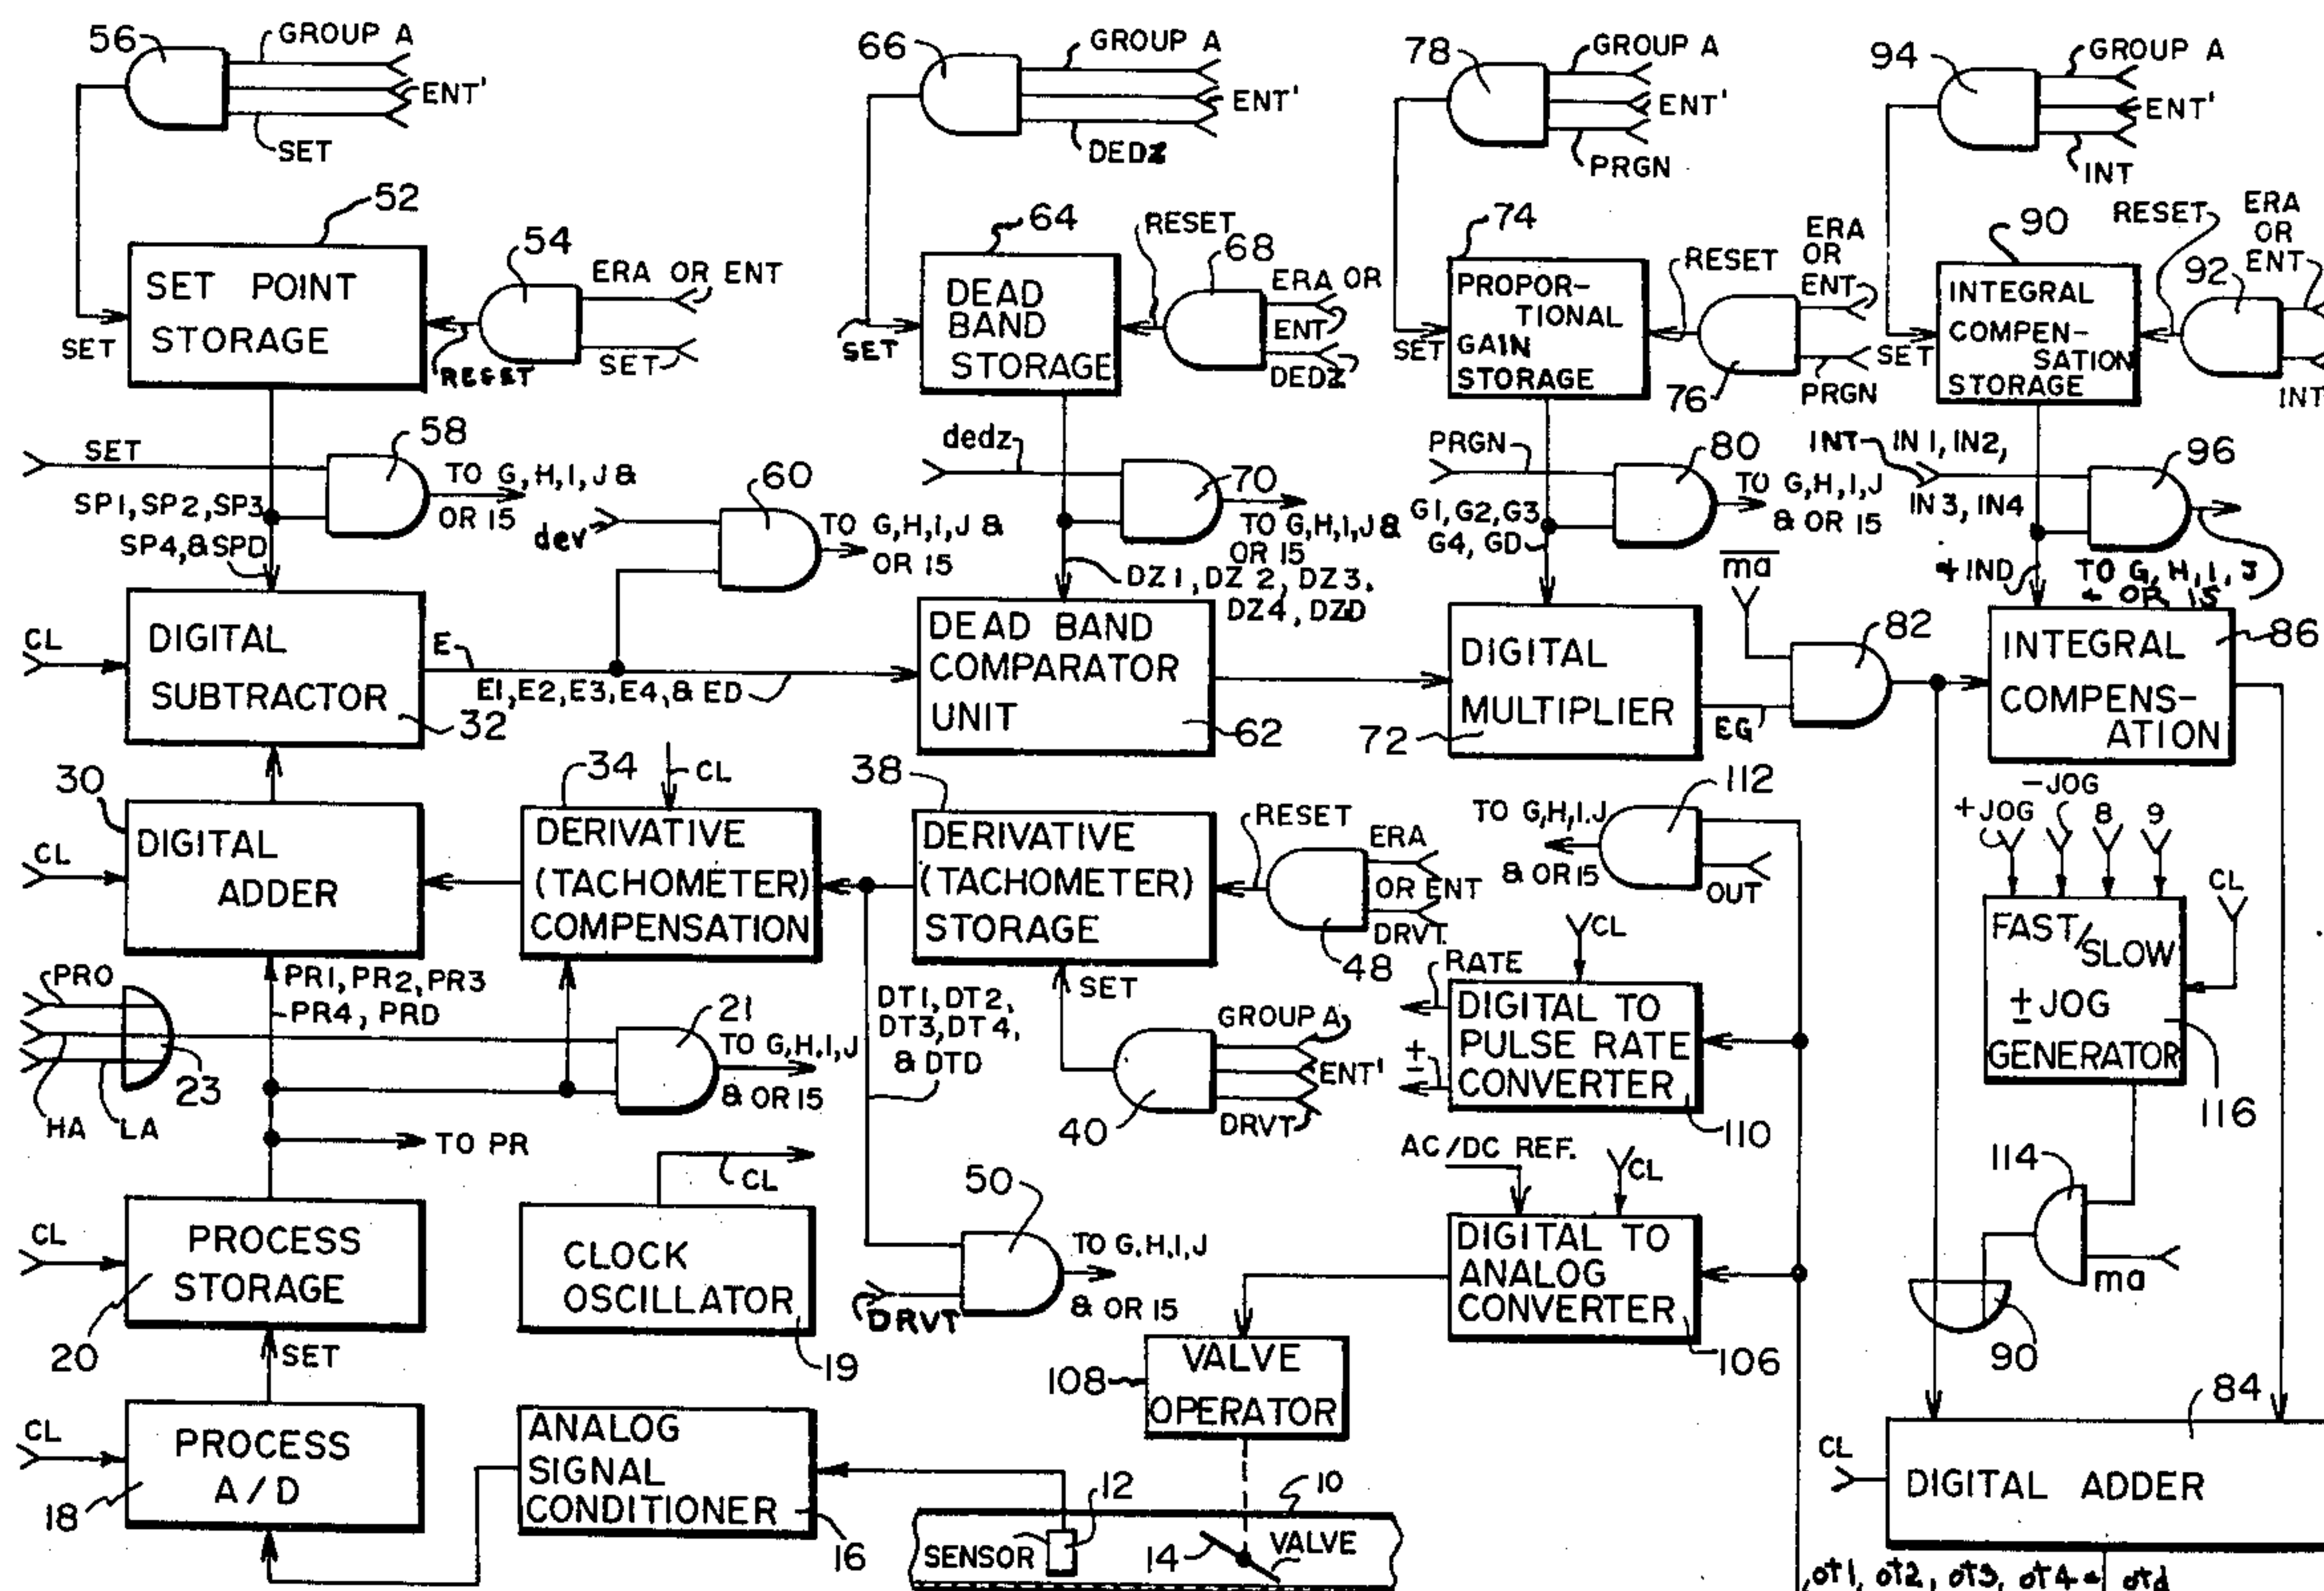 56
GROUP A
ENT'
SET
66
GROUP A
ENT'
DEDZ
78
GROUP A
ENT'
PRGN
94
GROUP A
ENT'
INT
52
SET POINT
STORAGE
SET
54
ERA OR ENT
SET
RESET
64
DEAD
BAND
STORAGE
SET
RESET
68
ERA OR
ENT
DEDZ
74
PROPOR-
TIONAL
GAIN
STORAGE
SET
RESET
ERA
OR
ENT
76
PRGN
90
INTEGRAL
COMPEN-
SATION
STORAGE
SET
RESET
ERA
OR
ENT
92
INT
SET
58
TO G,H,I,J &
OR 15
SP1, SP2, SP3
SP4, & SPD
dev
60
TO G,H,I,J &
OR 15
dedz
70
TO G,H,I,J &
OR 15
DZ1, DZ2, DZ3,
DZ4, DZD
PRGN
80
TO G,H,I,J
& OR 15
G1, G2, G3
G4, GD
INT
IN1, IN2,
IN3, IN4
& IND
96
TO G, H, I, J
& OR 15
CL
DIGITAL
SUBTRACTOR
32
E
E1,E2,E3,E4,& ED
DEAD BAND
COMPARATOR
UNIT
62
DIGITAL
MULTIPLIER
72
ma
EG
82
INTEGRAL
COMPENS-
ATION
86
30
CL
DIGITAL
ADDER
34
CL
DERIVATIVE
(TACHOMETER)
COMPENSATION
38
DERIVATIVE
(TACHOMETER)
STORAGE
RESET
ERA
OR ENT
DRVT.
48
112
TO G,H,I.J
& OR 15
OUT
+JOG
-JOG
8
9
CL
FAST/SLOW
± JOG
GENERATOR
116
PRO
HA
LA
23
PR1, PR2, PR3
PR4, PRD
21
TO G,H,I,J
& OR 15
DT1, DT2,
DT3, DT4,
& DTD
SET
GROUP A
ENT'
DRVT
40
CL
RATE
±
DIGITAL TO
PULSE RATE
CONVERTER
110
TO PR
CL
PROCESS
STORAGE
20
CL
CLOCK
OSCILLATOR
19
50
TO G,H,I,J
& OR 15
DRVT
AC/DC REF.
CL
DIGITAL TO
ANALOG
CONVERTER
106
114
ma
90
SET
CL
PROCESS
A/D
18
ANALOG
SIGNAL
CONDITIONER
16
108
VALVE
OPERATOR
SENSOR
12
10
14
VALVE
84
CL
DIGITAL ADDER
ot1, ot2, ot3, ot4 & otd